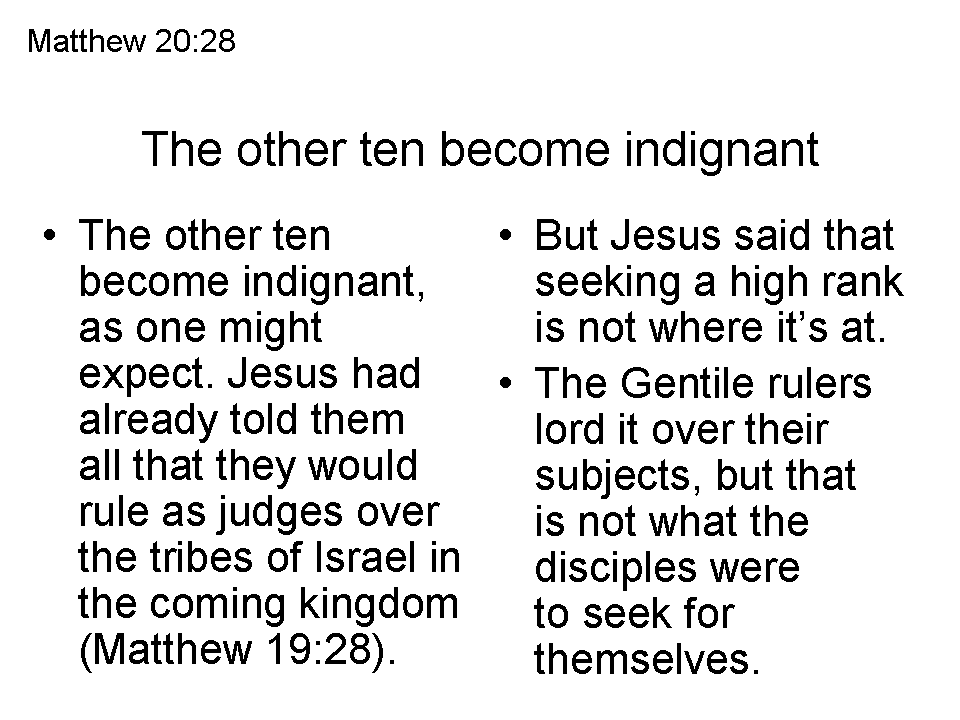 Matthew 20:28
The other ten become indignant
• The other ten
become indignant,
as one might
expect. Jesus had
already told them
all that they would
rule as judges over
the tribes of Israel in
the coming kingdom
(Matthew 19:28).
• But Jesus said that
seeking a high rank
is not where it’s at.
• The Gentile rulers
lord it over their
subjects, but that
is not what the
disciples were
to seek for
themselves.